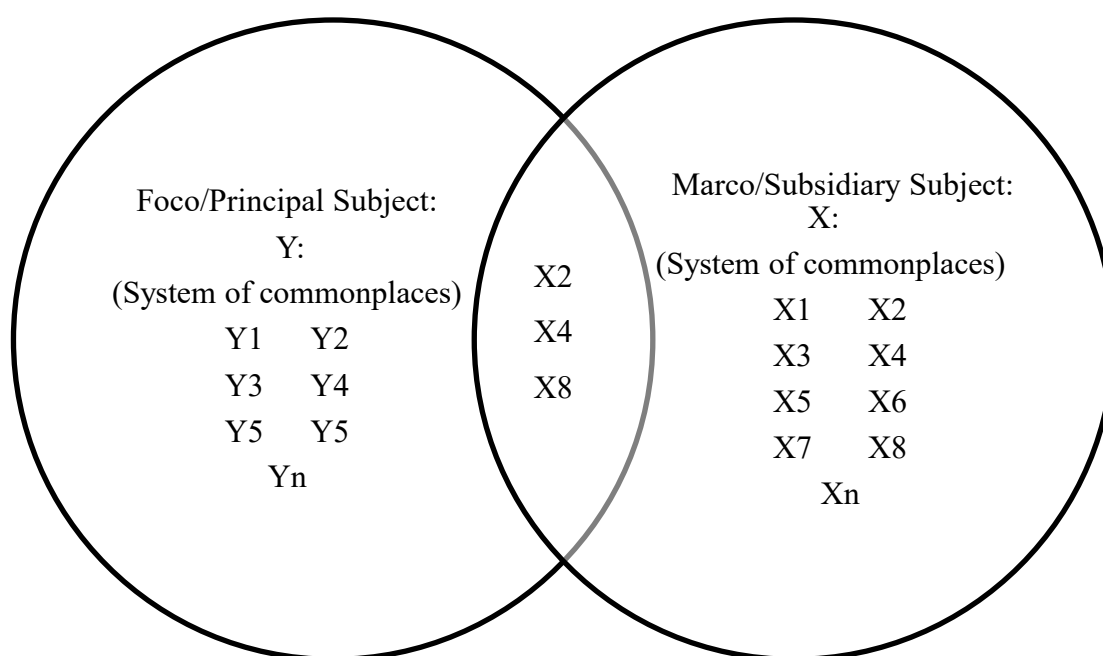 Foco/Principal Subject:
Y:
(System of commonplaces)
Y1 Y2
Y3 Y4
Y5 Y5
Yn
X2
X4
X8
Marco/Subsidiary Subject:
X:
(System of commonplaces)
X1 X2
X3 X4
X5 X6
X7 X8
Xn